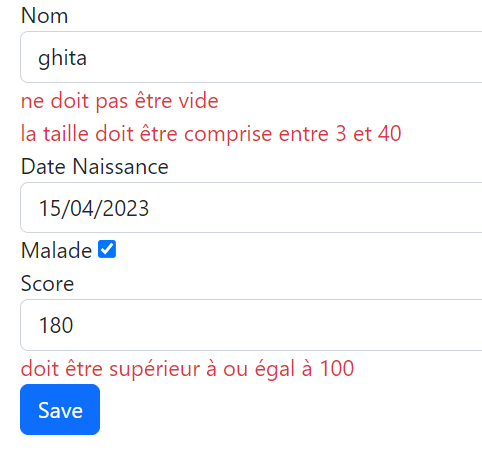 Nom
ghita
ne doit pas être vide
la taille doit être comprise entre 3 et 40
Date Naissance
15/04/2023
Malade
Score
180
doit être supérieur à ou égal à 100
Save